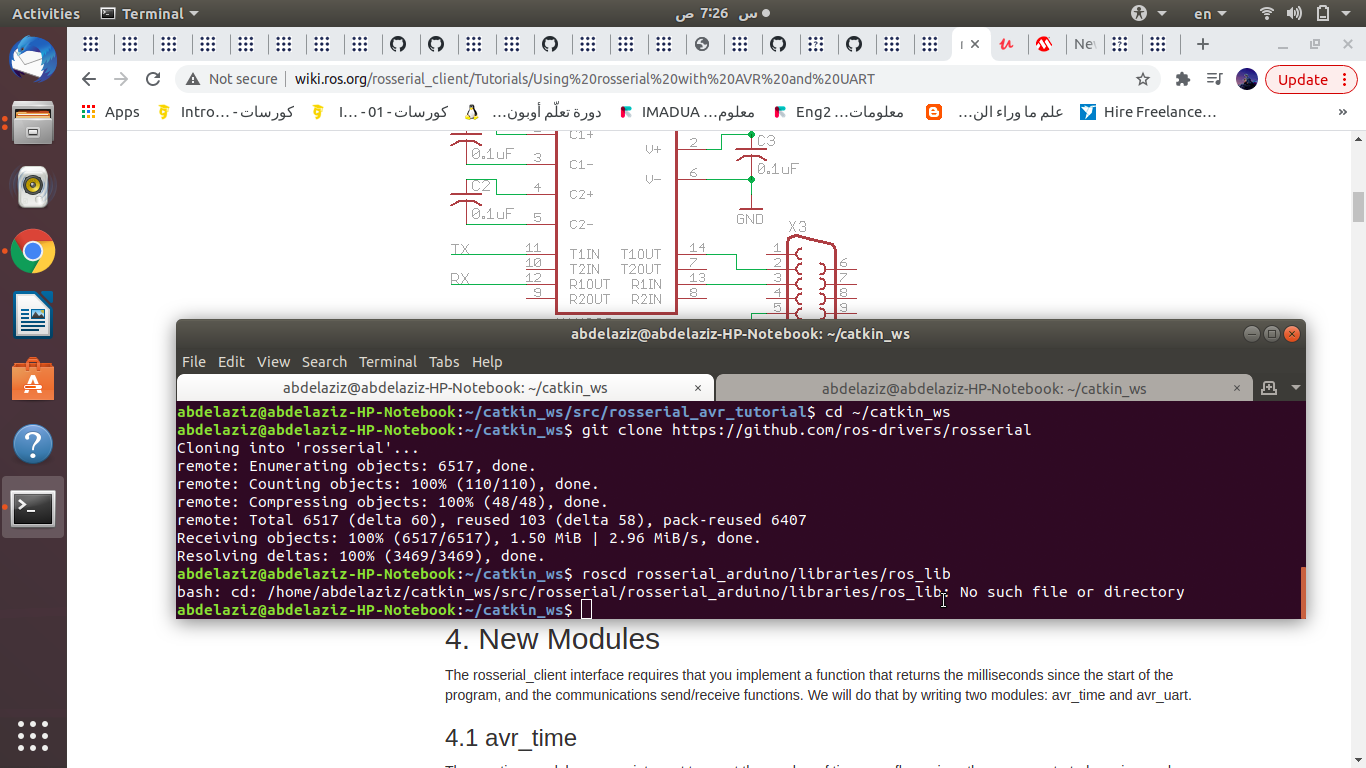 Activities Terminal س 7:26 ص en
Nev
Not secure wiki.ros.org/rosserial_client/Tutorials/Using%20rosserial%20with%20AVR%20and%20UART Update
Apps Intro… - كورسات I… - 01 - كورسات دورة تعلّم أوبون… IMADUA …معلوم Eng2 …معلومات علم ما وراء الن… Hire Freelance… »
C1+ V+ 2 C3
0.1uF 3 C1- 0.1uF
V- 6
C2 4 C2+
0.1uF 5 C2- GND
X3
TX 11 T1IN T1OUT 14 1
10 T2IN T2OUT 7 2 6
RX 12 R1OUT R1IN 13 3 7
9 R2OUT R2IN 8 4 8
5 9
abdelaziz@abdelaziz-HP-Notebook: ~/catkin_ws
File Edit View Search Terminal Tabs Help
abdelaziz@abdelaziz-HP-Notebook: ~/catkin_ws × abdelaziz@abdelaziz-HP-Notebook: ~/catkin_ws ×
abdelaziz@abdelaziz-HP-Notebook:~/catkin_ws/src/rosserial_avr_tutorial$ cd ~/catkin_ws
abdelaziz@abdelaziz-HP-Notebook:~/catkin_ws$ git clone https://github.com/ros-drivers/rosserial
Cloning into 'rosserial'...
remote: Enumerating objects: 6517, done.
remote: Counting objects: 100% (110/110), done.
remote: Compressing objects: 100% (48/48), done.
remote: Total 6517 (delta 60), reused 103 (delta 58), pack-reused 6407
Receiving objects: 100% (6517/6517), 1.50 MiB | 2.96 MiB/s, done.
Resolving deltas: 100% (3469/3469), done.
abdelaziz@abdelaziz-HP-Notebook:~/catkin_ws$ roscd rosserial_arduino/libraries/ros_lib
bash: cd: /home/abdelaziz/catkin_ws/src/rosserial/rosserial_arduino/libraries/ros_lib: No such file or directory
abdelaziz@abdelaziz-HP-Notebook:~/catkin_ws$
4. New Modules
The rosserial_client interface requires that you implement a function that returns the milliseconds since the start of the
program, and the communications send/receive functions. We will do that by writing two modules: avr_time and avr_uart.
4.1 avr_time